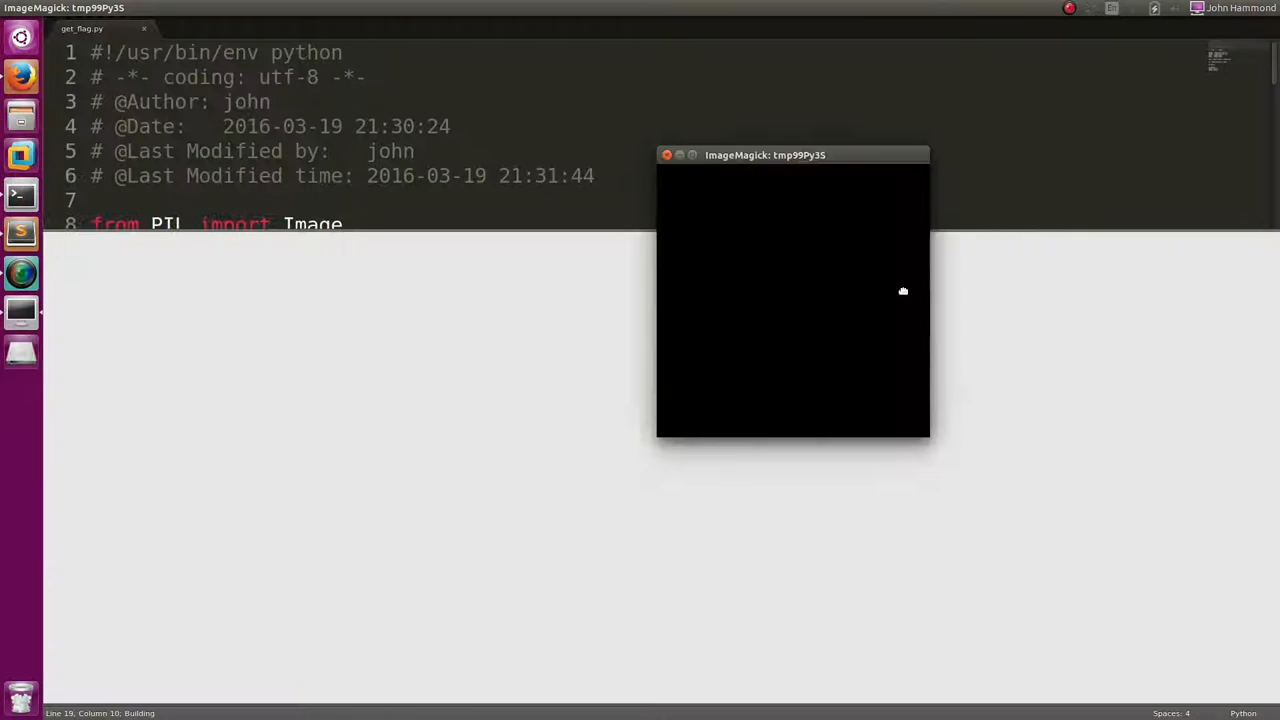 ImageMagick: tmp99Py3S
En
John Hammond
get_flag.py ×
1 #!/usr/bin/env python
2 # -*- coding: utf-8 -*-
3 # @Author: john
4 # @Date:   2016-03-19 21:30:24
5 # @Last Modified by:   john
6 # @Last Modified time: 2016-03-19 21:31:44
7
8 from PIL import Image
ImageMagick: tmp99Py3S
Line 19, Column 10; Building
Spaces: 4
Python